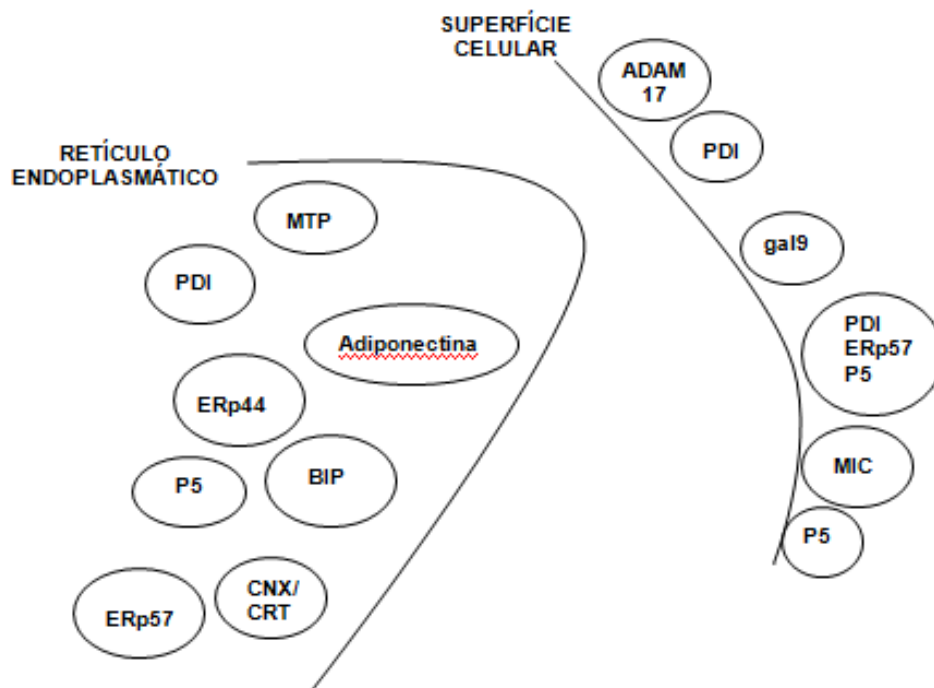 SUPERFÍCIE
CELULAR
ADAM
17
PDI
RETÍCULO
ENDOPLASMÁTICO
MTP
gal9
PDI
Adiponectina
PDI
ERp57
P5
ERp44
P5
BIP
MIC
P5
ERp57
CNX/
CRT